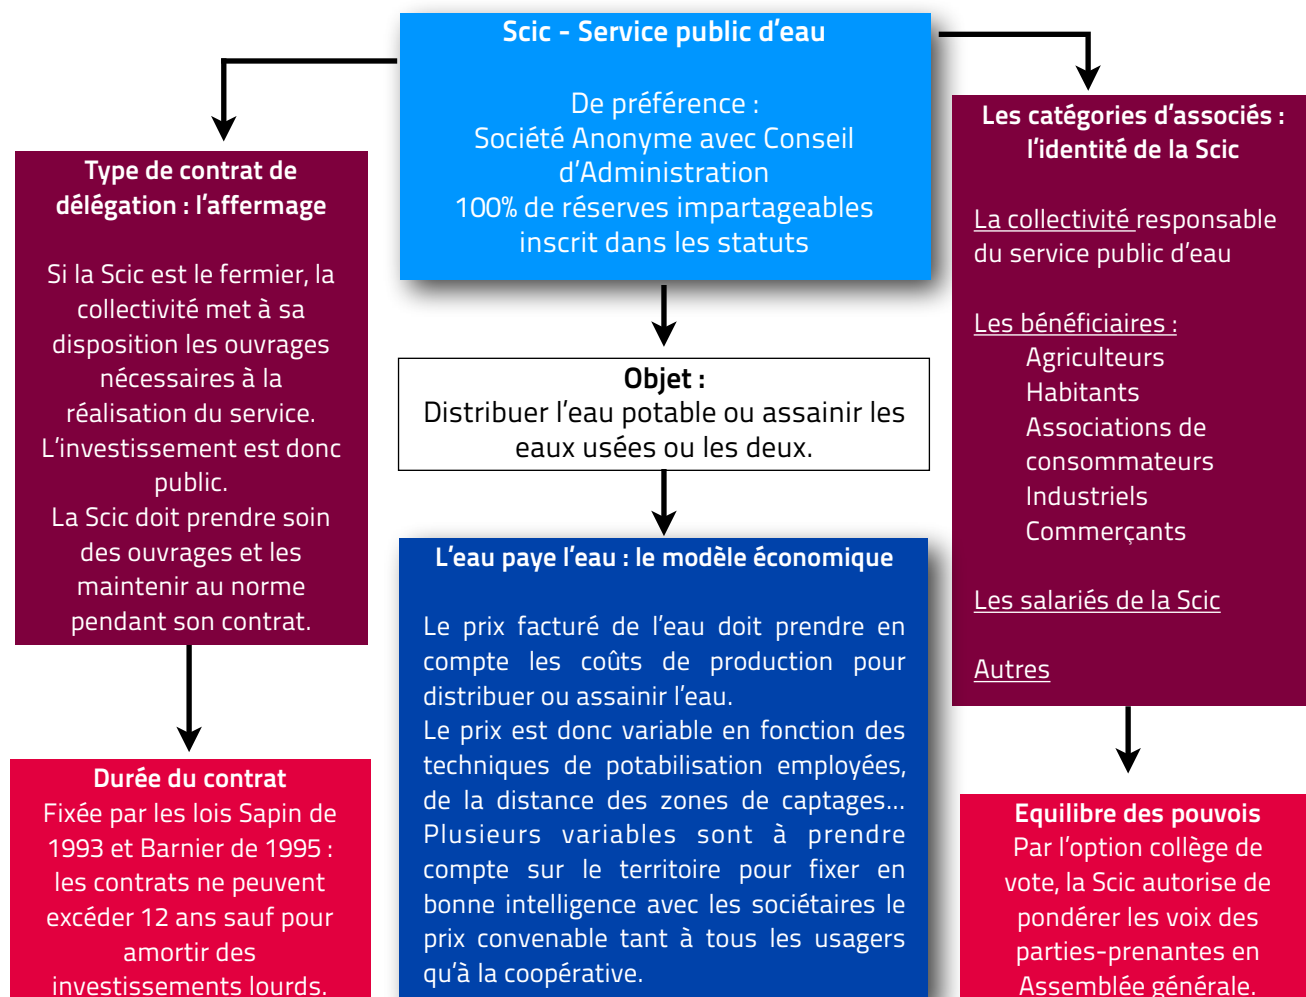 Scic - Service public d'eau
De préférence :
Société Anonyme avec Conseil
d'Administration
100% de réserves impartageables
inscrit dans les statuts
Type de contrat de
délégation : l'affermage
Si la Scic est le fermier, la
collectivité met à sa
disposition les ouvrages
nécessaires à la
réalisation du service.
L'investissement est donc
public.
La Scic doit prendre soin
des ouvrages et les
maintenir au norme
pendant son contrat.
Durée du contrat
Fixée par les lois Sapin de
1993 et Barnier de 1995 :
les contrats ne peuvent
excéder 12 ans sauf pour
amortir des
investissements lourds.
Objet :
Distribuer l'eau potable ou assainir les
eaux usées ou les deux.
L'eau paye l'eau : le modèle économique
Le prix facturé de l'eau doit prendre en
compte les coûts de production pour
distribuer ou assainir l'eau.
Le prix est donc variable en fonction des
techniques de potabilisation employées,
de la distance des zones de captages...
Plusieurs variables sont à prendre
compte sur le territoire pour fixer en
bonne intelligence avec les sociétaires le
prix convenable tant à tous les usagers
qu'à la coopérative.
Les catégories d'associés :
l'identité de la Scic
La collectivité responsable
du service public d'eau
Les bénéficiaires :
Agriculteurs
Habitants
Associations de
consommateurs
Industriels
Commerçants
Les salariés de la Scic
Autres
Equilibre des pouvois
Par l'option collège de
vote, la Scic autorise de
pondérer les voix des
parties-prenantes en
Assemblée générale.